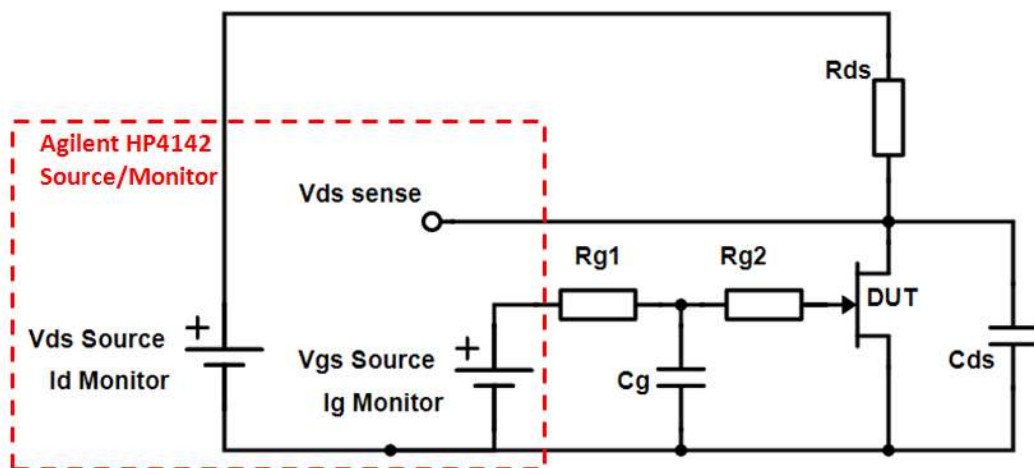 Rds
Agilent HP4142
Source/Monitor
Vds sense
Rg1
Rg2
DUT
+
Vds Source
Id Monitor
+
Vgs Source
Ig Monitor
Cg
Cds